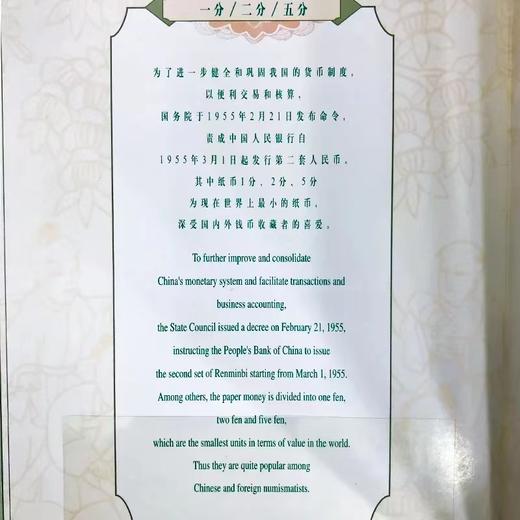 一分/二分/五分
为了进一步健全和巩固我国的货币制度，
以便利交易和核算，
国务院于1955年2月21日发布命令，
责成中国人民银行自
1955年3月1日起发行第二套人民币。
其中纸币1分、2分、5分
为现在世界上最小的纸币，
深受国内外钱币收藏者的喜爱。
To further improve and consolidate
China's monetary system and facilitate transactions and
business accounting,
the State Council issued a decree on February 21, 1955,
instructing the People's Bank of China to issue
the second set of Renminbi starting from March 1, 1955.
Among others, the paper money is divided into one fen,
two fen and five fen,
which are the smallest units in terms of value in the world.
Thus they are quite popular among
Chinese and foreign numismatists.